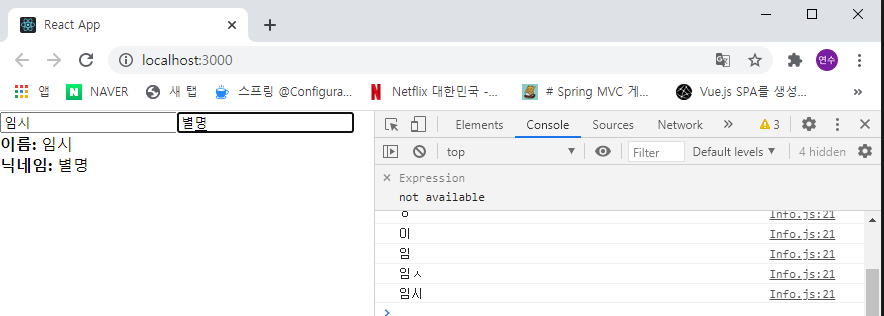 React App
localhost:3000
연수
앱 NAVER 새 탭 스프링 @Configura... Netflix 대한민국 -... # Spring MVC 게... Vue.js SPA를 생성...
임시 별명
이름: 임시
닉네임: 별명
Elements Console Sources Network 3
top Filter Default levels 4 hidden
Expression
not available
ㅇ Info.js:21
이 Info.js:21
임 Info.js:21
임ㅅ Info.js:21
임시 Info.js:21